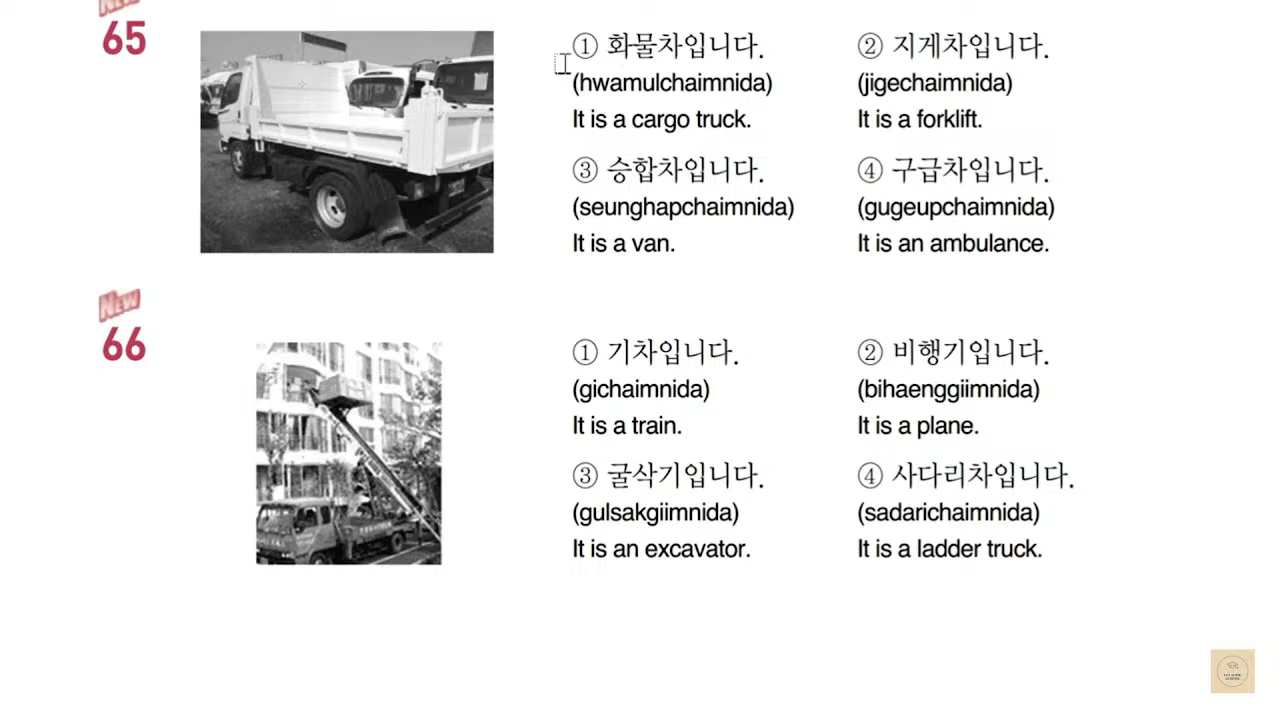 NEW
65
① 화물차입니다.
(hwamulchaimnida)
It is a cargo truck.
② 지게차입니다.
(jigechaimnida)
It is a forklift.
③ 승합차입니다.
(seunghapchaimnida)
It is a van.
④ 구급차입니다.
(gugeupchaimnida)
It is an ambulance.
NEW
66
① 기차입니다.
(gichaimnida)
It is a train.
② 비행기입니다.
(bihaenggiimnida)
It is a plane.
③ 굴삭기입니다.
(gulsakgiimnida)
It is an excavator.
④ 사다리차입니다.
(sadarichaimnida)
It is a ladder truck.